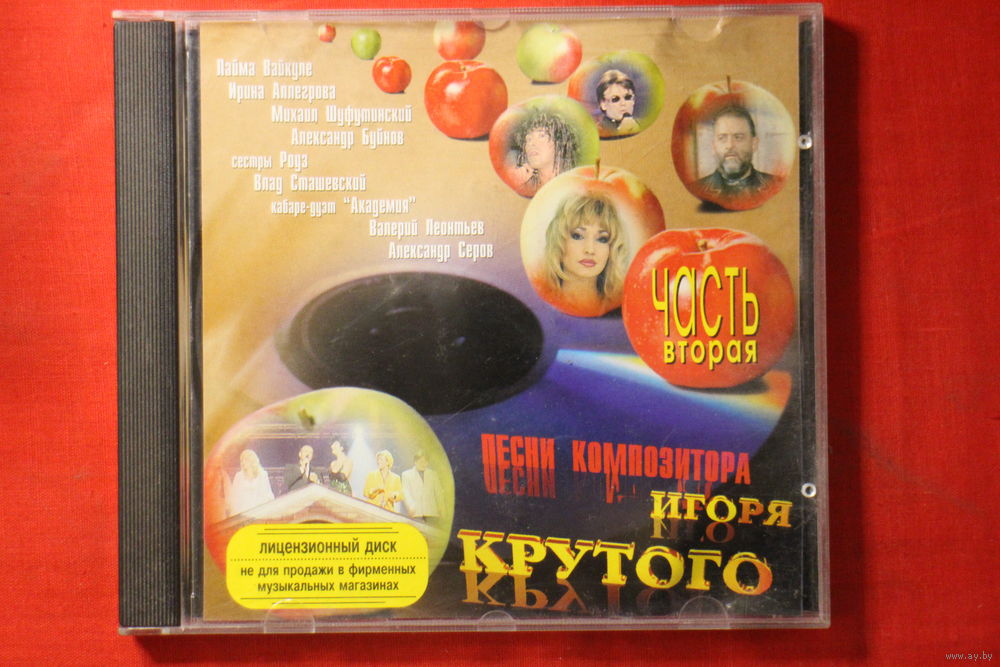 Лайма Вайкуле
Ирина Аллегрова
Михаил Шуфутинский
Александр Буйнов
сестры Роуз
Влад Сташевский
кабаре-дуэт "Академия"
Валерий Леонтьев
Александр Серов
ЧАСТЬ
вторая
ПЕСНИ КОМПОЗИТОРА
ИГОРЯ
КРУТОГО
ЛИЦЕНЗИОННЫЙ ДИСК
не для продажи в фирменных
музыкальных магазинах
www.ay.by